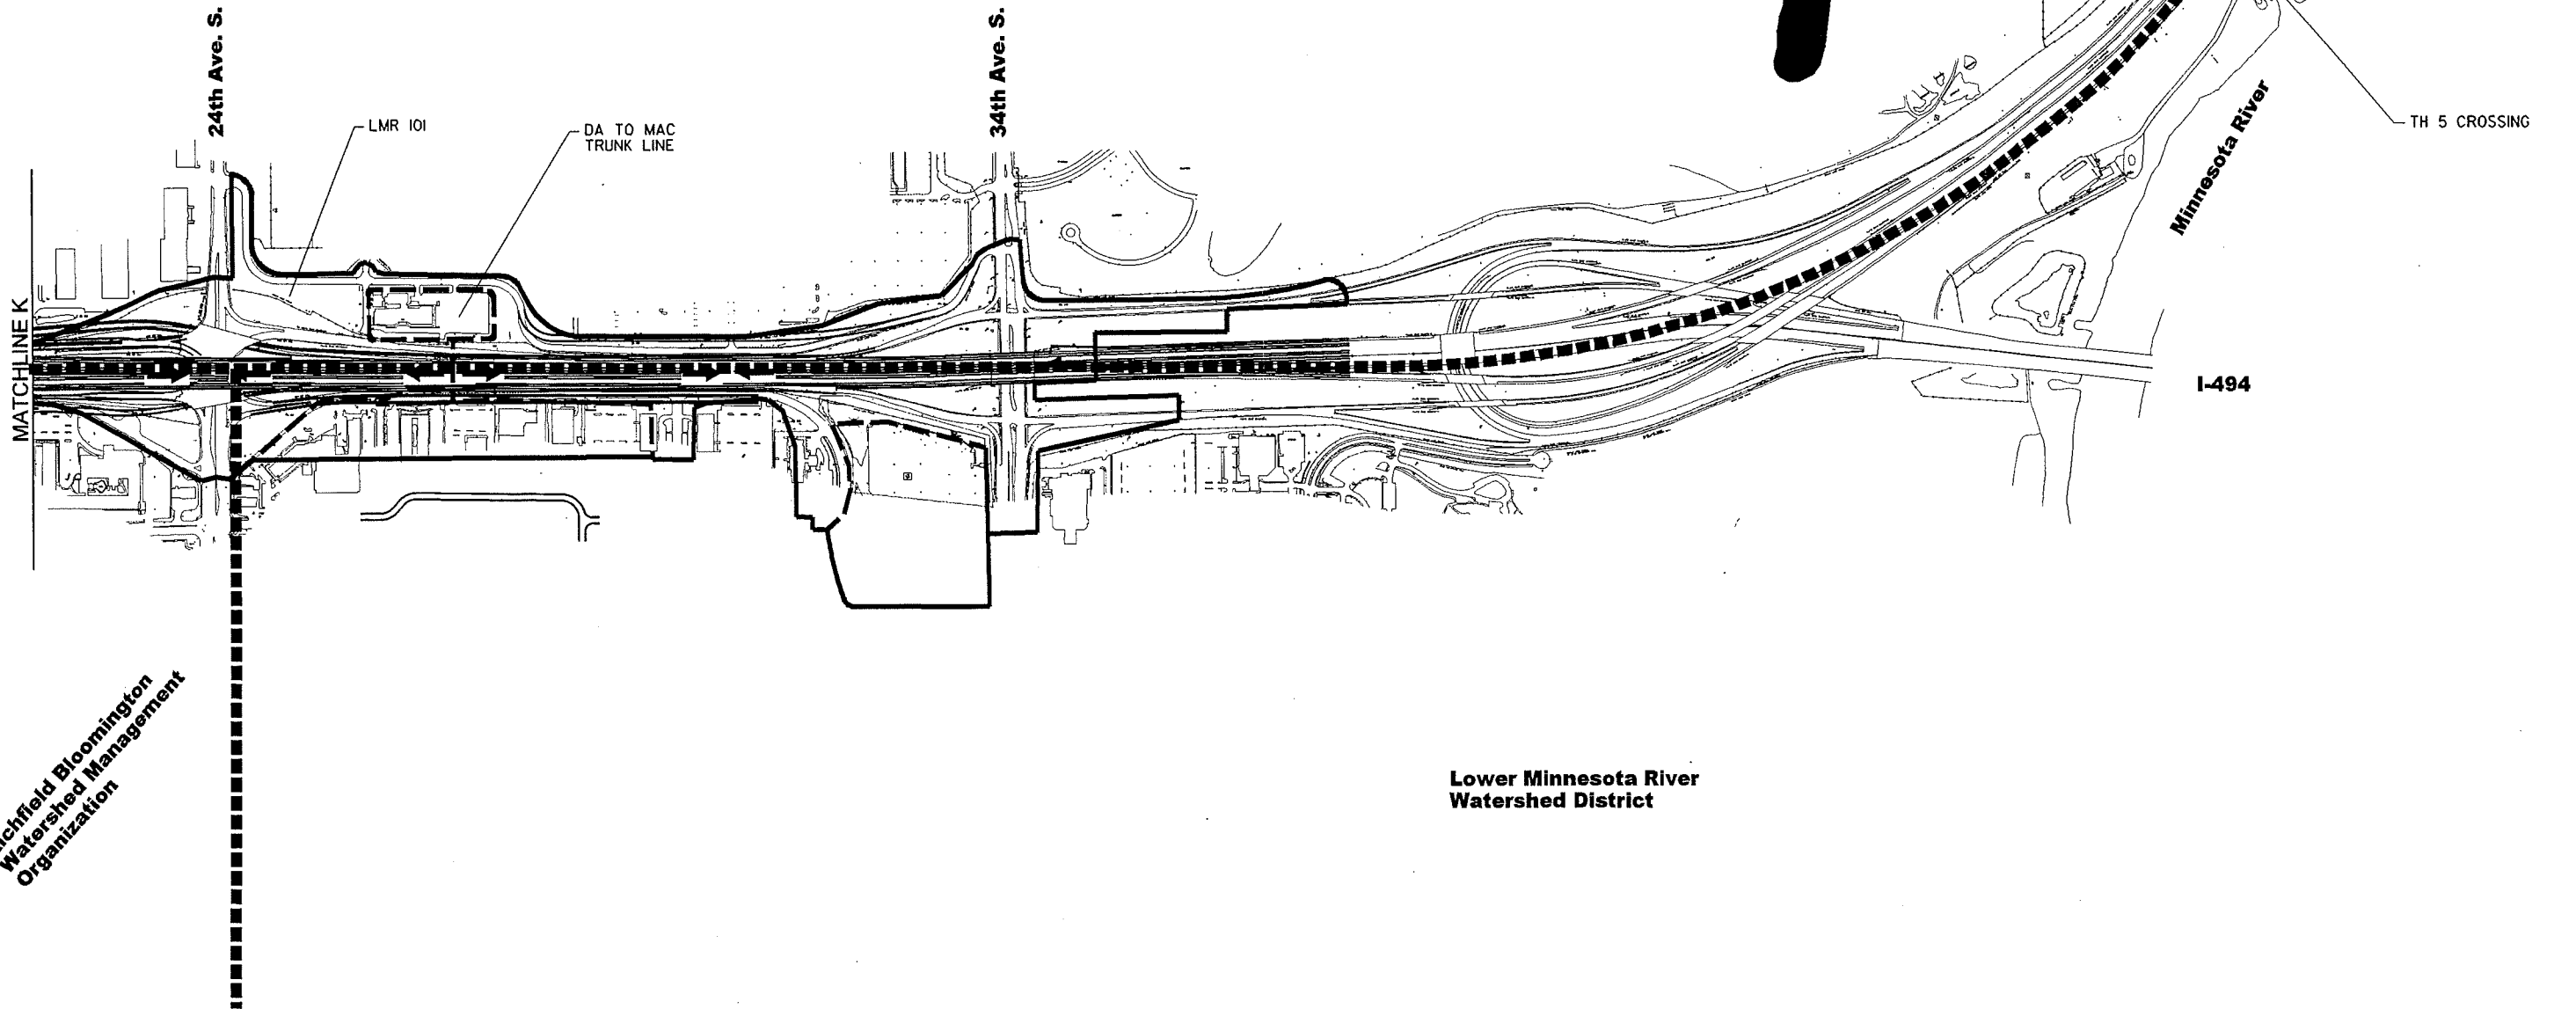 24th Ave. S.
34th Ave. S.
LMR 101
DA TO MAC
TRUNK LINE
TH 5 CROSSING
Minnesota River
MATCHLINE K
I-494
Bloomington
Watershed Management
Organization
Lower Minnesota River
Watershed District